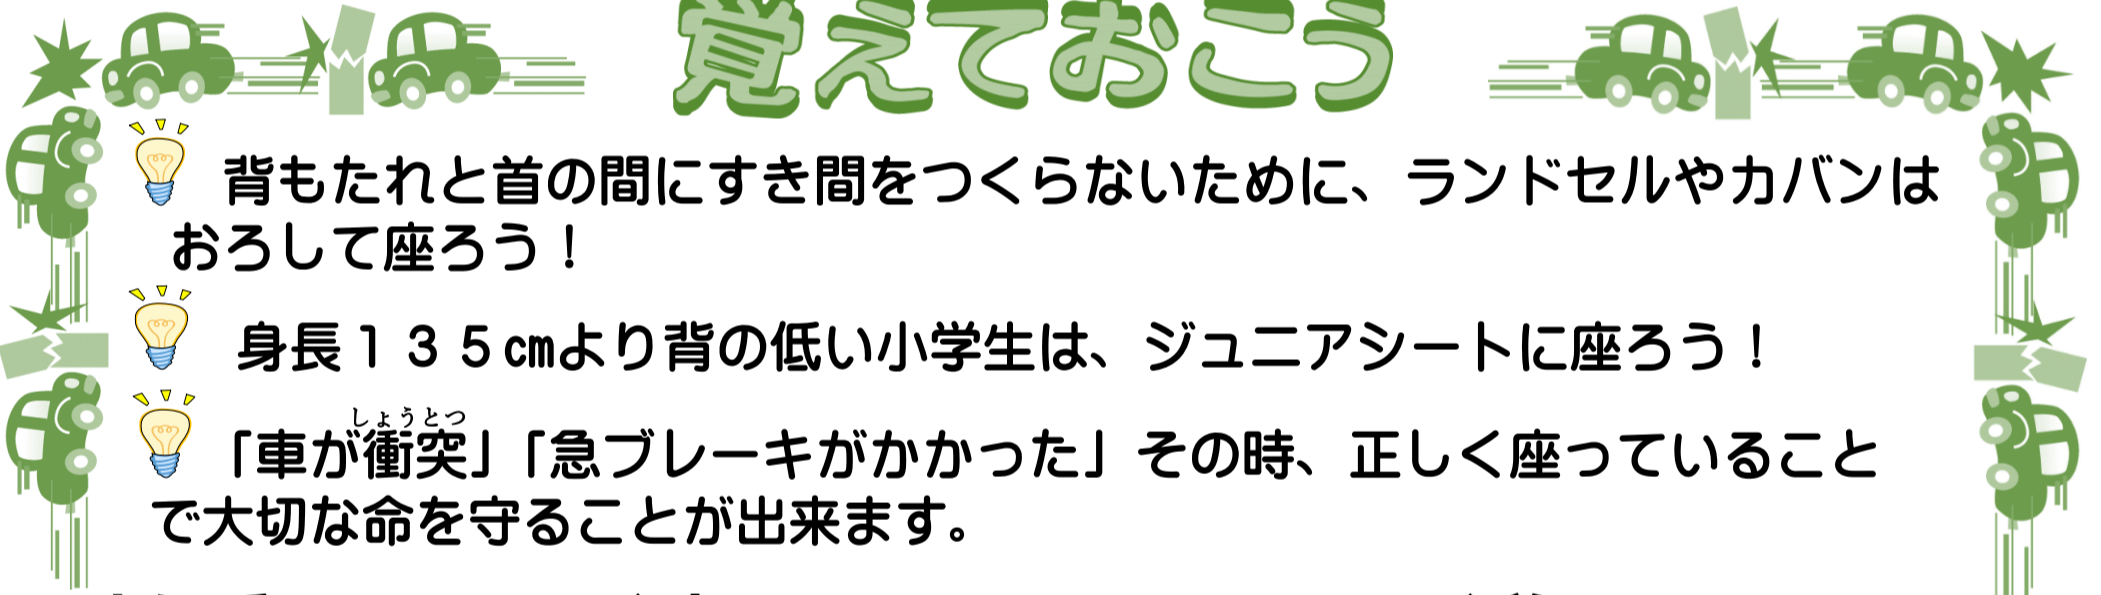 覚えておこう
背もたれと首の間にすき間をつくらないために、ランドセルやカバンは
おろして座ろう！
身長１３５㎝より背の低い小学生は、ジュニアシートに座ろう！
しょうとつ
「車が衝突」「急ブレーキがかかった」その時、正しく座っていること
で大切な命を守ることが出来ます。